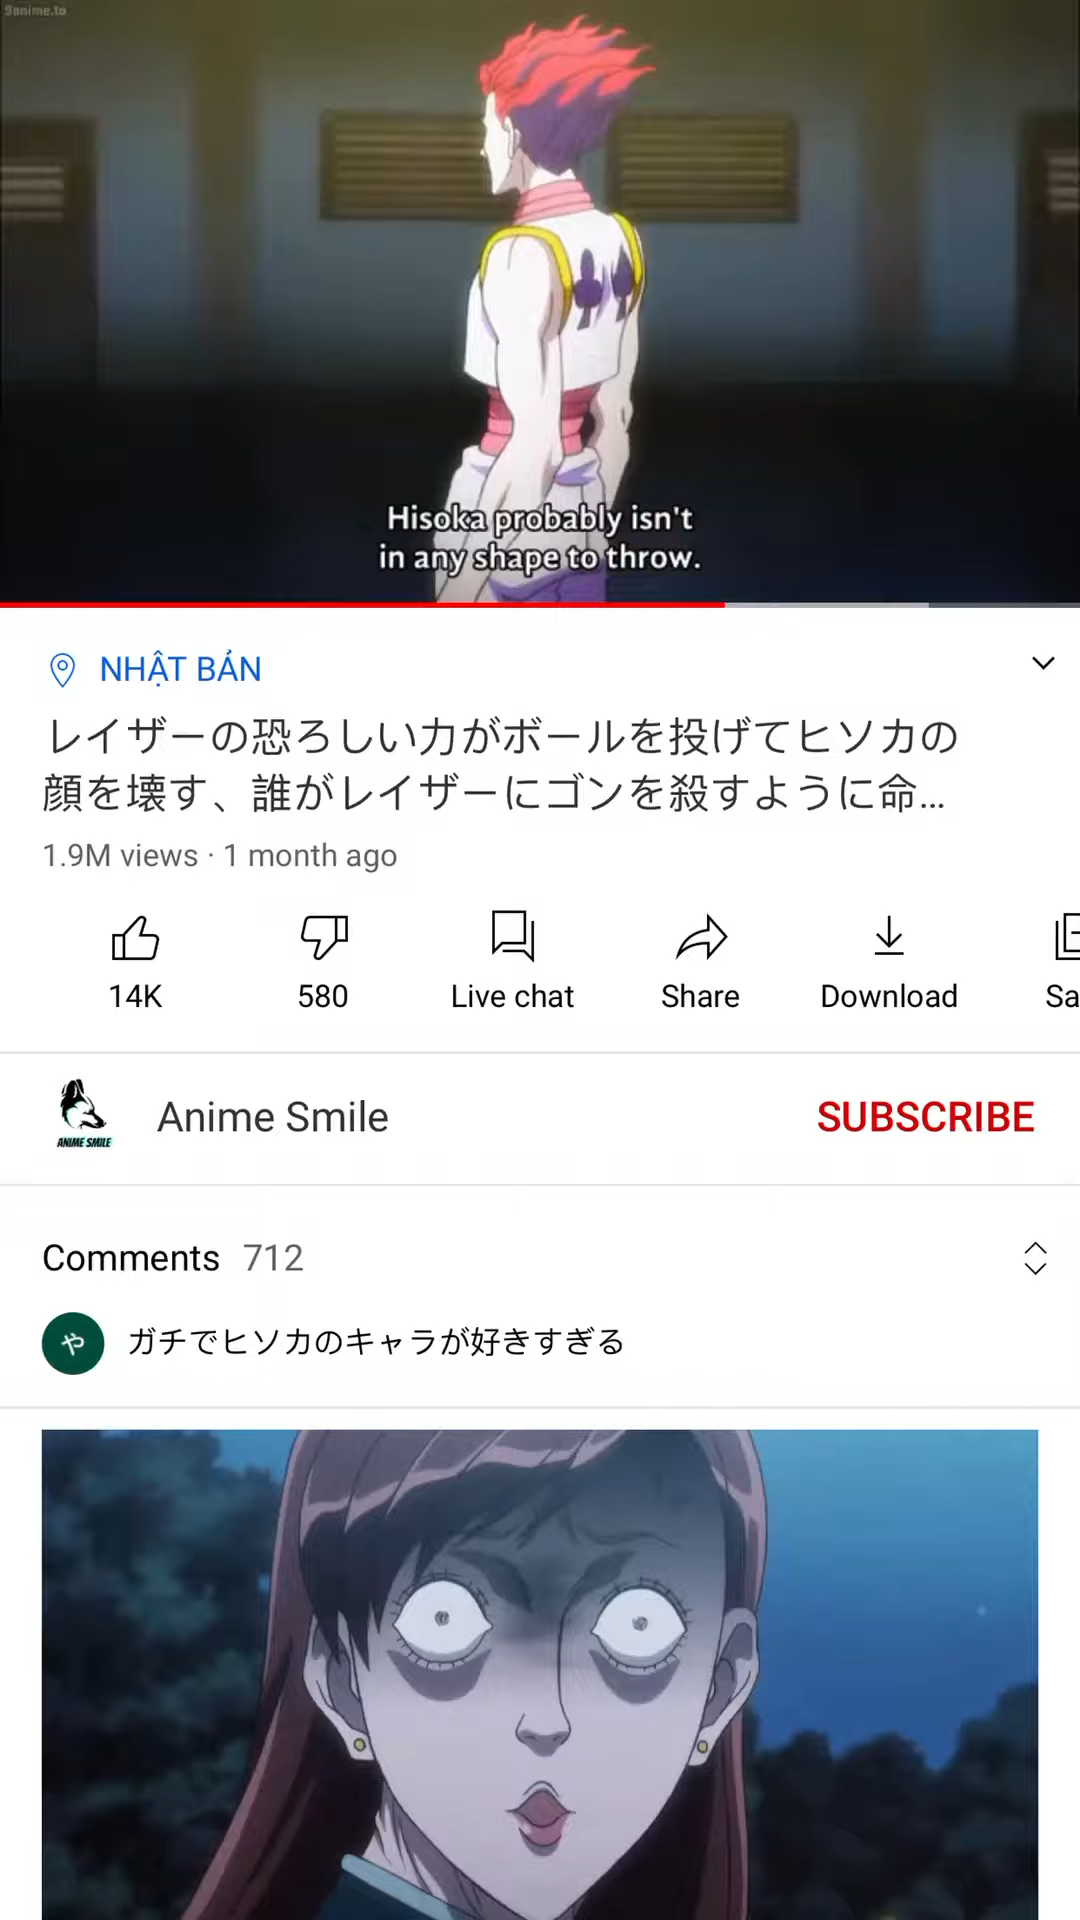 9anime.to
Hisoka probably isn't
in any shape to throw.
NHẬT BẢN
レイザーの恐ろしい力がボールを投げてヒソカの
顔を壊す、誰がレイザーにゴンを殺すように命...
1.9M views · 1 month ago
14K
580
Live chat
Share
Download
Sa
ANIME SMILE
Anime Smile
SUBSCRIBE
Comments 712
や
ガチでヒソカのキャラが好きすぎる